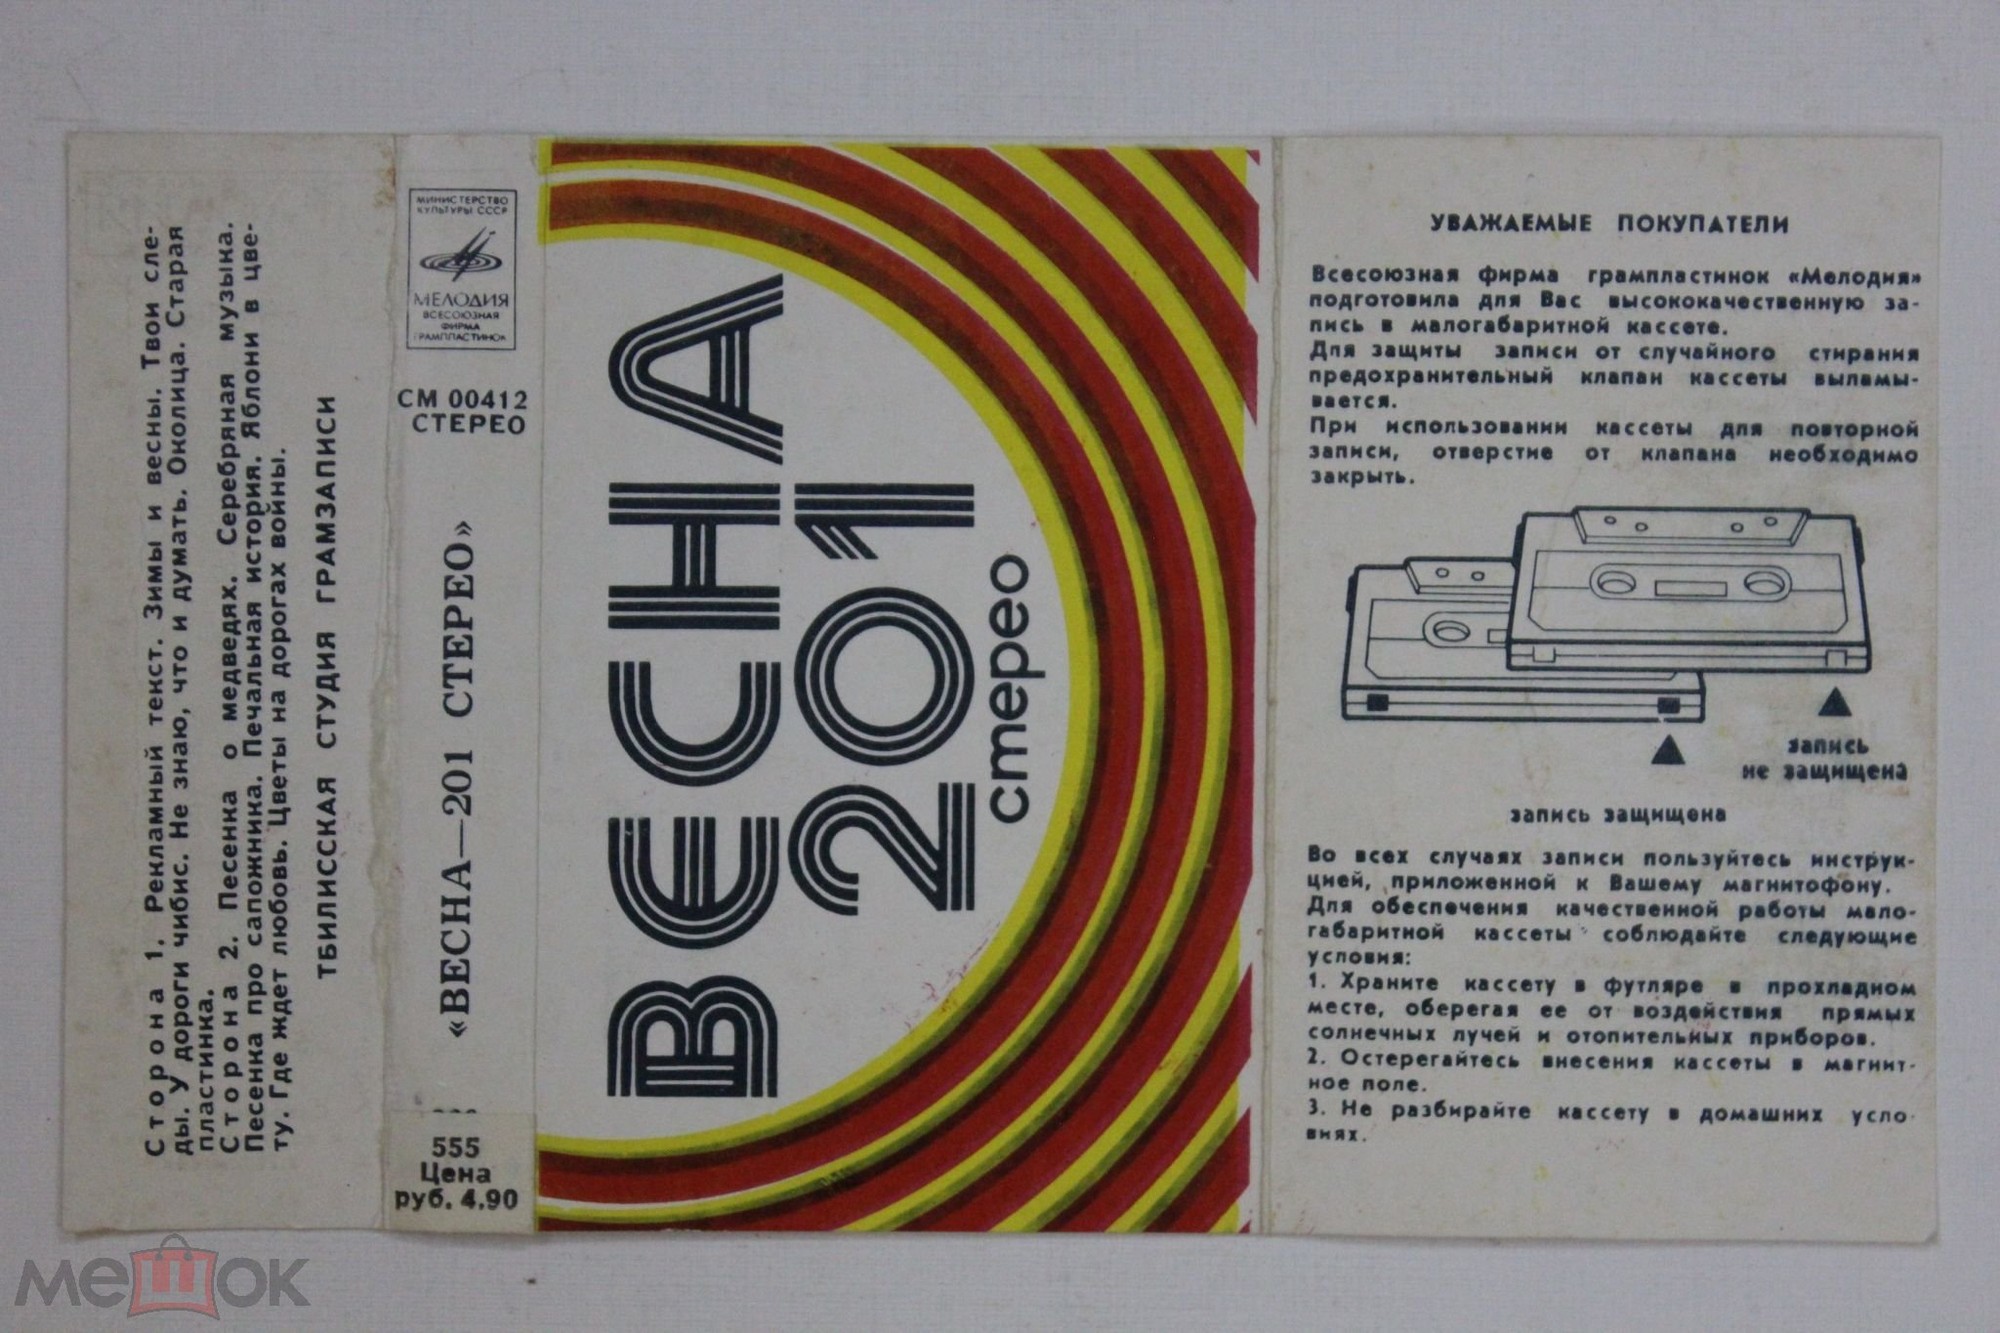 Сторона 1. Рекламный текст. Зимы и весны. Твои сле-
ды. У дороги чибис. Не знаю, что и думать. Околица. Старая
пластинка.
Сторона 2. Песенка о медведях. Серебряная музыка.
Песенка про сапожника. Печальная история. Яблони в цве-
ту. Где ждет любовь. Цветы на дорогах войны.
ТБИЛИССКАЯ СТУДИЯ ГРАМЗАПИСИ
МИНИСТЕРСТВО
КУЛЬТУРЫ СССР
МЕЛОДИЯ
ВСЕСОЮЗНАЯ
ФИРМА
ГРАМПЛАСТИНОК
СМ 00412
СТЕРЕО
«ВЕСНА—201 СТЕРЕО»
555
Цена
руб. 4.90
ВЕСНА
201
стерео
УВАЖАЕМЫЕ ПОКУПАТЕЛИ
Всесоюзная фирма грампластинок «Мелодия»
подготовила для Вас высококачественную за-
пись в малогабаритной кассете.
Для защиты записи от случайного стирания
предохранительный клапан кассеты выламы-
вается.
При использовании кассеты для повторной
записи, отверстие от клапана необходимо
закрыть.
запись
не защищена
запись защищена
Во всех случаях записи пользуйтесь инструк-
цией, приложенной к Вашему магнитофону.
Для обеспечения качественной работы мало-
габаритной кассеты соблюдайте следующие
условия:
1. Храните кассету в футляре в прохладном
месте, оберегая ее от воздействия прямых
солнечных лучей и отопительных приборов.
2. Остерегайтесь внесения кассеты в магнит-
ное поле.
3. Не разбирайте кассету в домашних усло-
виях.
мешок